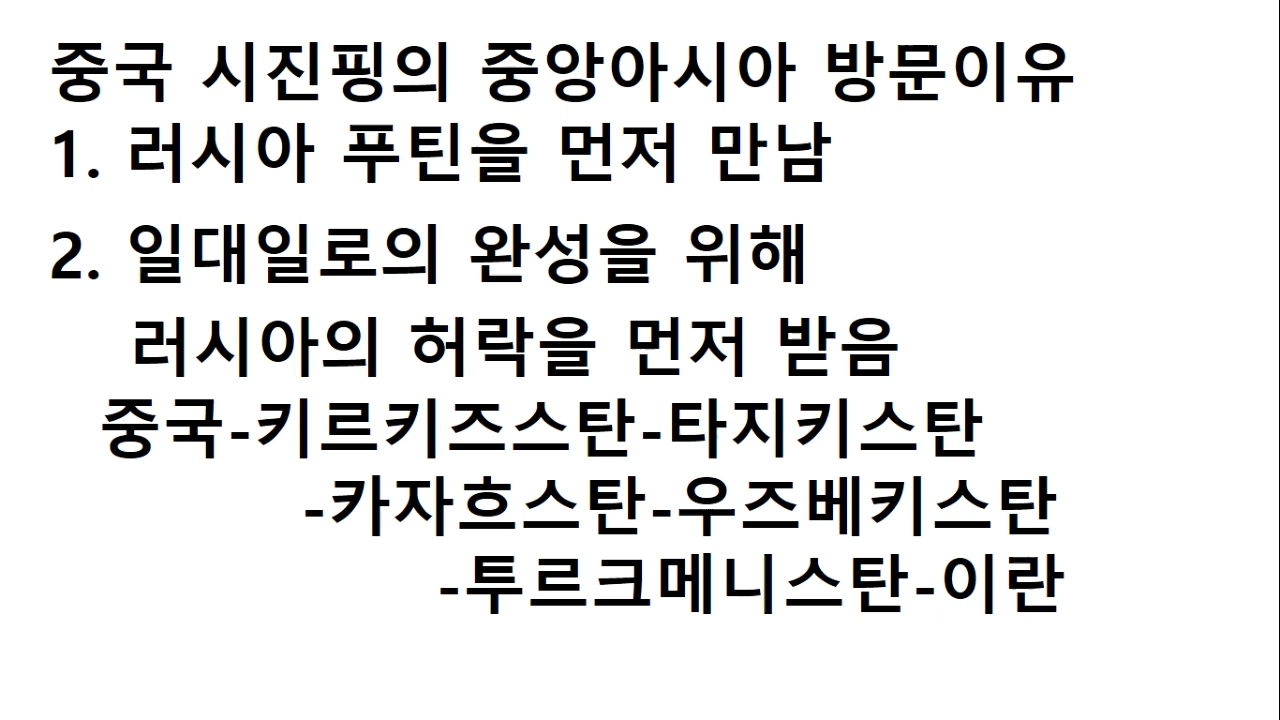 중국 시진핑의 중앙아시아 방문이유
1. 러시아 푸틴을 먼저 만남
2. 일대일로의 완성을 위해
러시아의 허락을 먼저 받음
중국-키르키즈스탄-타지키스탄
-카자흐스탄-우즈베키스탄
-투르크메니스탄-이란